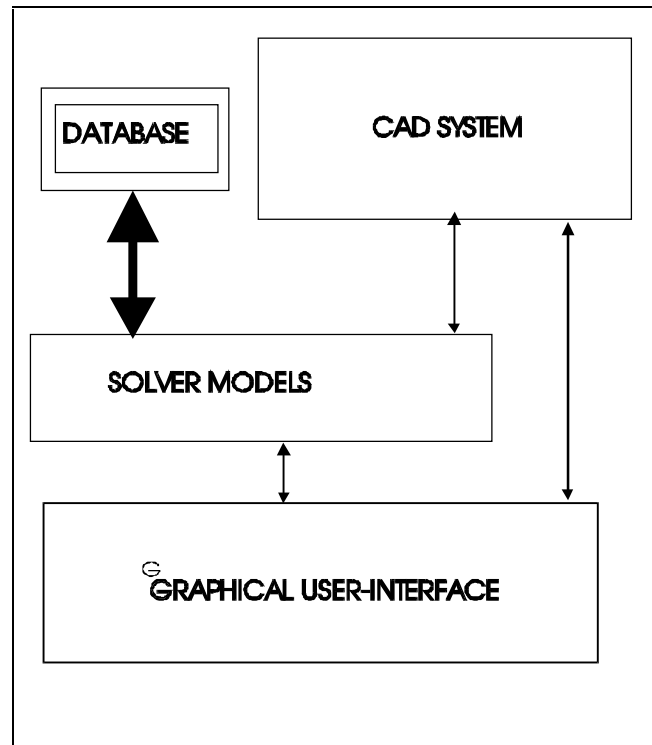 DATABASE
CAD SYSTEM
SOLVER MODELS
G
GRAPHICAL USER-INTERFACE